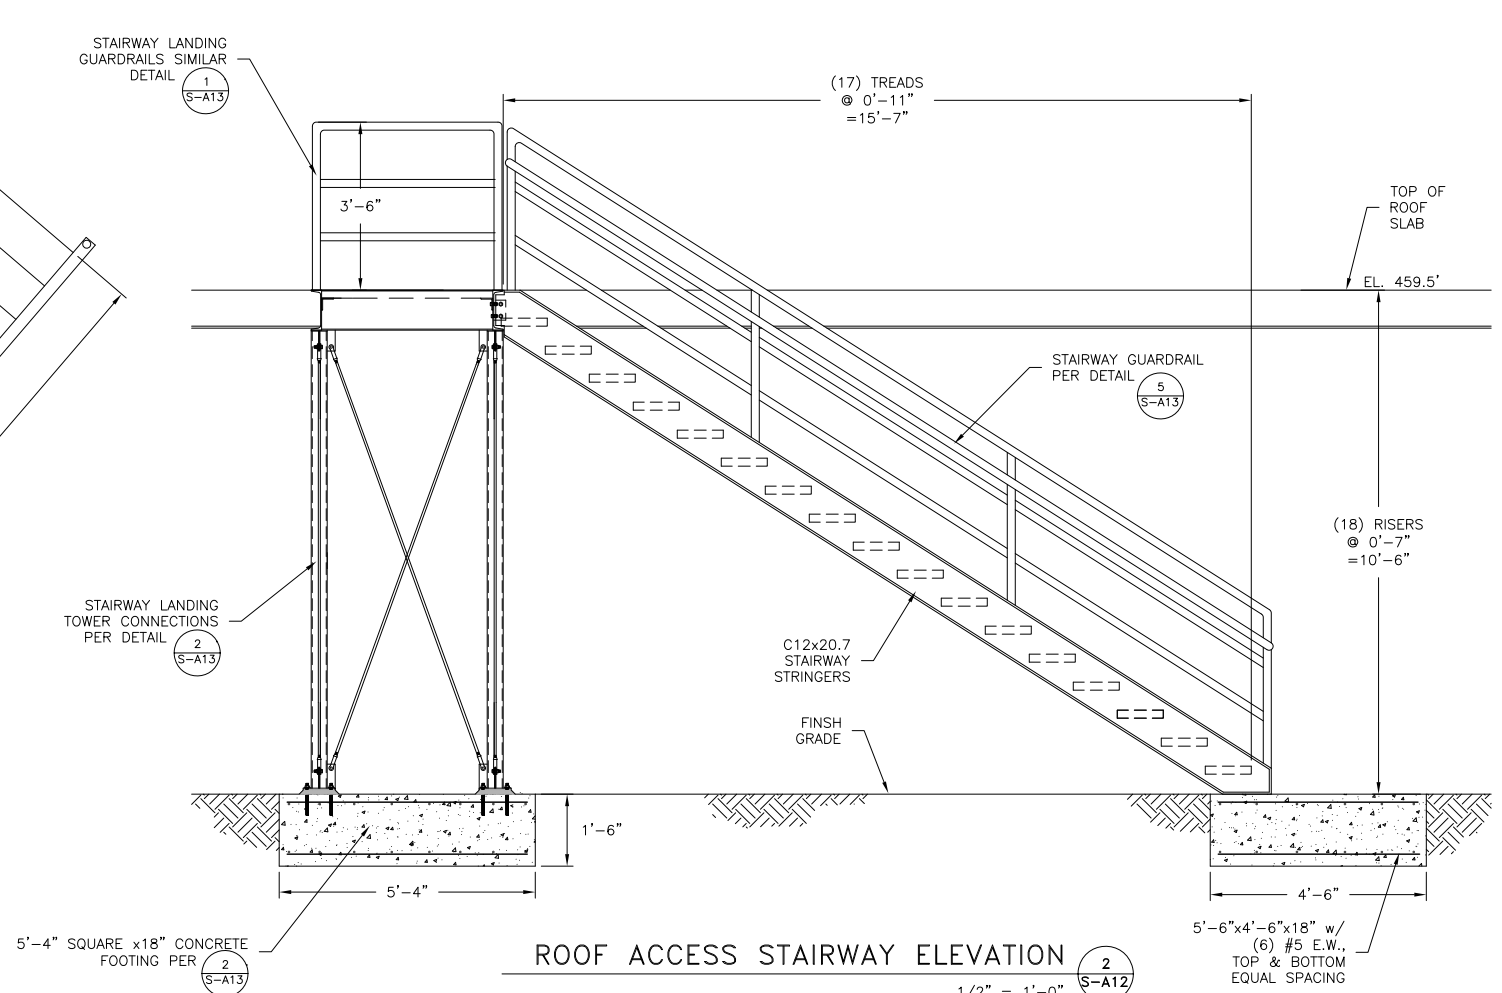 STAIRWAY LANDING
GUARDRAILS SIMILAR
DETAIL
1
S-A13
(17) TREADS
@ 0'-11"
=15'-7"
3'-6"
TOP OF
ROOF
SLAB
EL. 459.5'
STAIRWAY GUARDRAIL
PER DETAIL
5
S-A13
(18) RISERS
@ 0'-7"
=10'-6"
STAIRWAY LANDING
TOWER CONNECTIONS
PER DETAIL
2
S-A13
C12x20.7
STAIRWAY
STRINGERS
FINSH
GRADE
1'-6"
5'-4"
4'-6"
5'-4" SQUARE x18" CONCRETE
FOOTING PER
2
S-A13
5'-6"x4'-6"x18" w/
(6) #5 E.W.,
TOP & BOTTOM
EQUAL SPACING
ROOF ACCESS STAIRWAY ELEVATION
2
S-A12
1/2" = 1'-0"